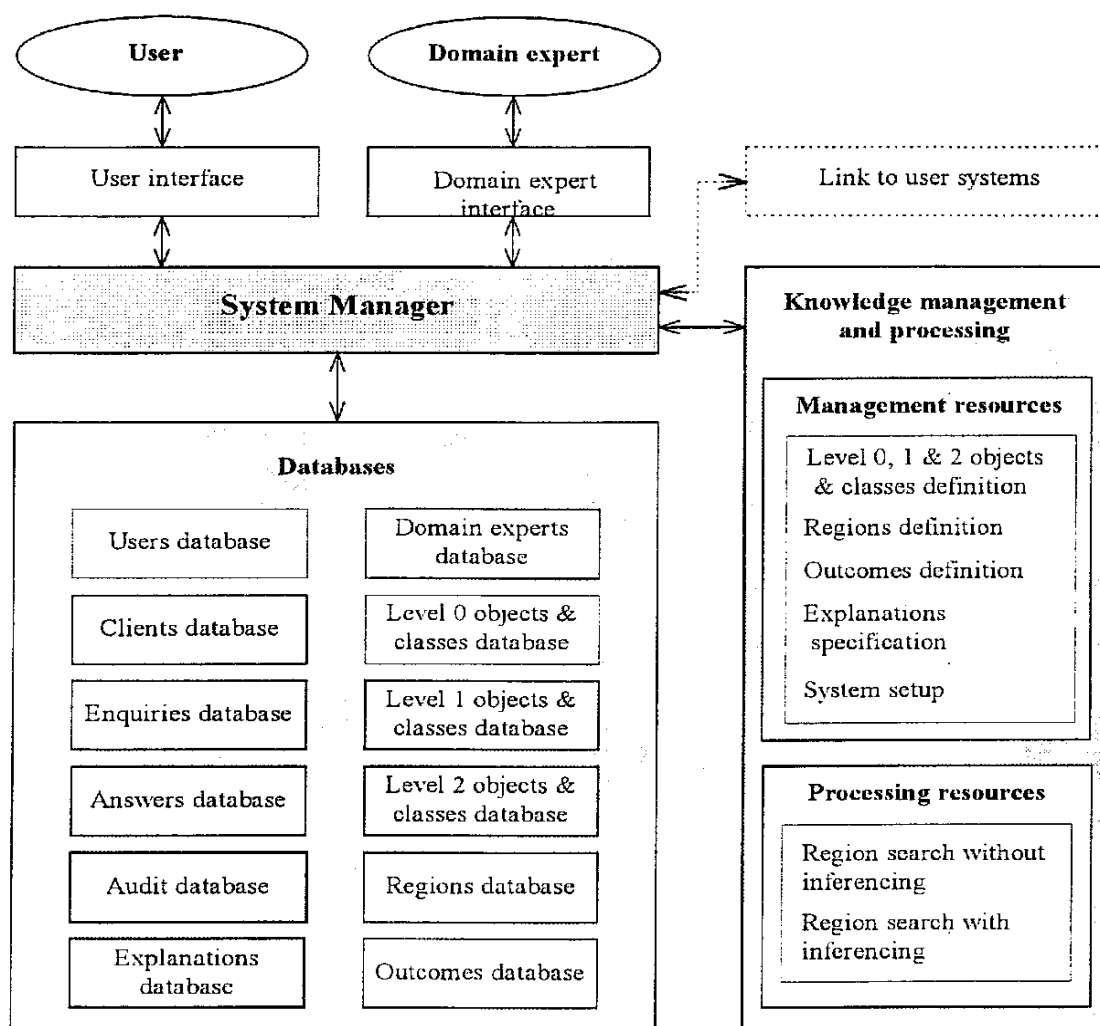 User
Domain expert
User interface
Domain expert
interface
Link to user systems
System Manager
Knowledge management
and processing
Management resources
Level 0, 1 & 2 objects
& classes definition
Regions definition
Outcomes definition
Explanations
specification
System setup
Processing resources
Region search without
inferencing
Region search with
inferencing
Databases
Users database
Domain experts
database
Clients database
Level 0 objects &
classes database
Enquiries database
Level 1 objects &
classes database
Answers database
Level 2 objects &
classes database
Audit database
Regions database
Explanations
database
Outcomes database